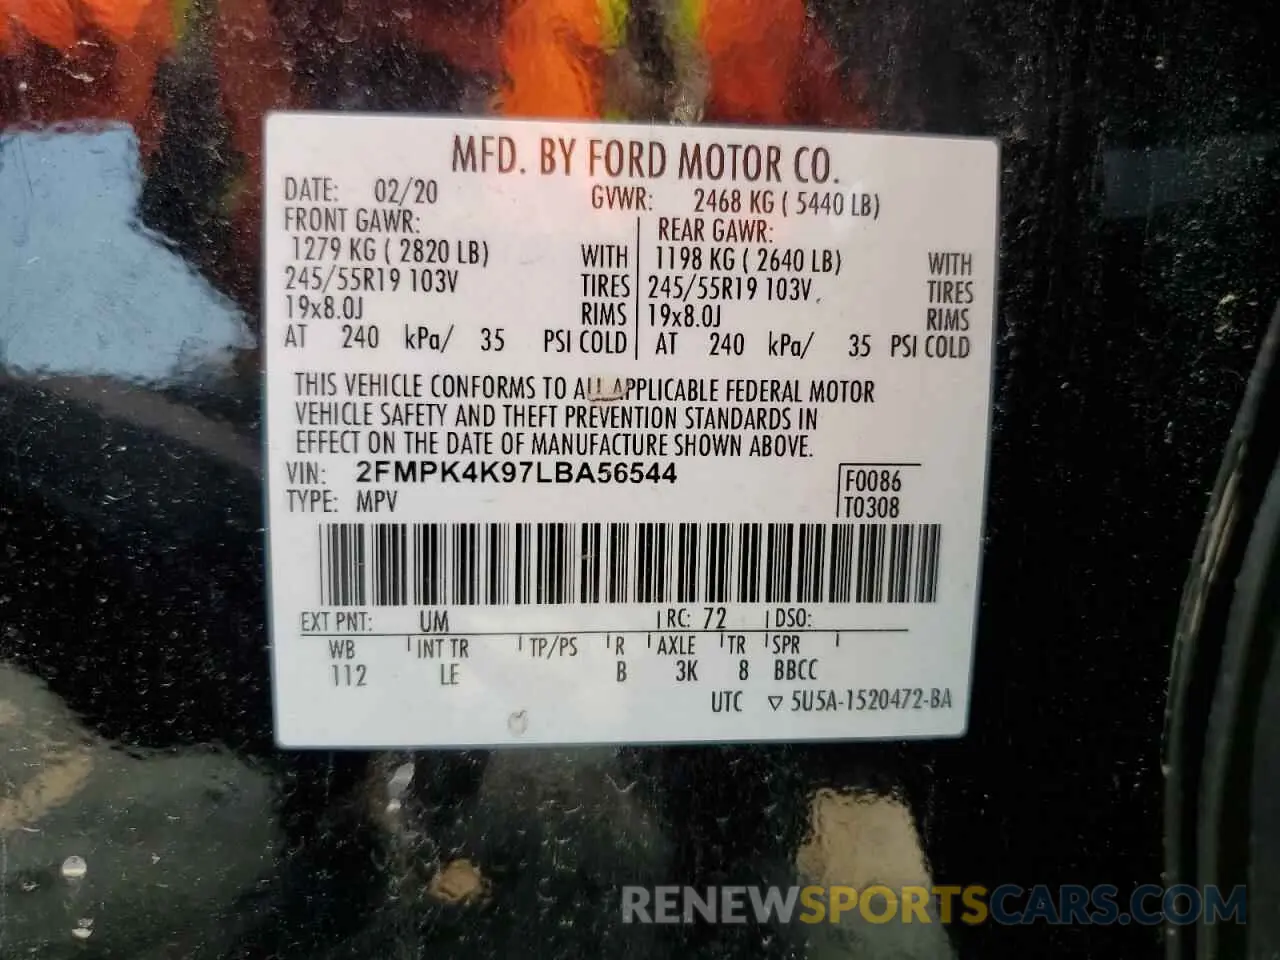 MFD. BY FORD MOTOR CO.
DATE: 02/20 GVWR: 2468 KG ( 5440 LB)
FRONT GAWR: REAR GAWR:
1279 KG ( 2820 LB) WITH 1198 KG ( 2640 LB) WITH
245/55R19 103V TIRES 245/55R19 103V TIRES
19x8.0J RIMS 19x8.0J RIMS
AT 240 kPa/ 35 PSI COLD AT 240 kPa/ 35 PSI COLD
THIS VEHICLE CONFORMS TO ALL APPLICABLE FEDERAL MOTOR
VEHICLE SAFETY AND THEFT PREVENTION STANDARDS IN
EFFECT ON THE DATE OF MANUFACTURE SHOWN ABOVE.
VIN: 2FMPK4K97LBA56544 F0086
TYPE: MPV T0308
EXT PNT: UM RC: 72 DSO:
WB INT TR TP/PS R AXLE TR SPR
112 LE B 3K 8 BBCC
UTC ▽ 5U5A-1520472-BA
RENEWSPORTSCARS.COM